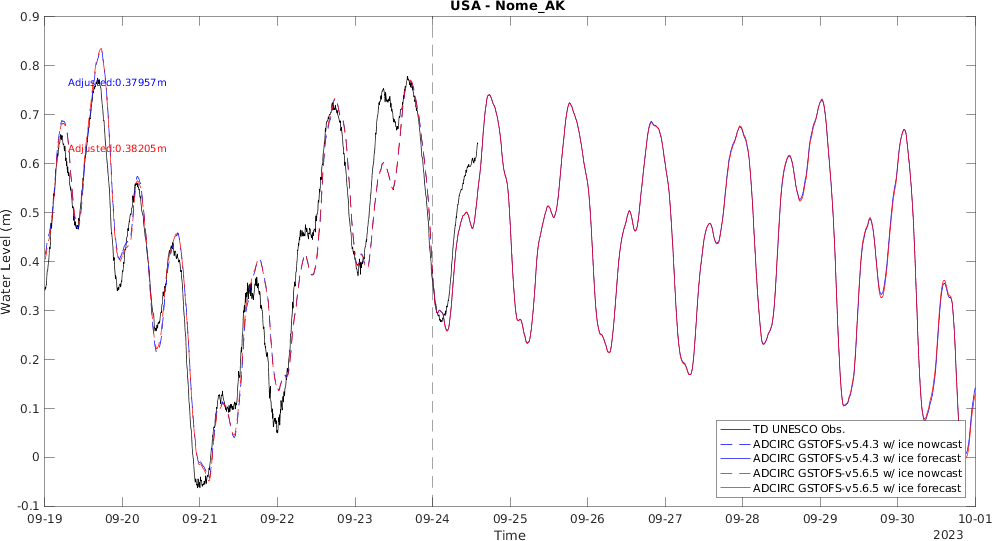 USA - Nome_AK
0.9
0.8
0.7
0.6
0.5
0.4
0.3
0.2
0.1
0
-0.1
Water Level (m)
Adjusted:0.37957m
Adjusted:0.38205m
TD UNESCO Obs.
ADCIRC GSTOFS-v5.4.3 w/ ice nowcast
ADCIRC GSTOFS-v5.4.3 w/ ice forecast
ADCIRC GSTOFS-v5.6.5 w/ ice nowcast
ADCIRC GSTOFS-v5.6.5 w/ ice forecast
09-19 09-20 09-21 09-22 09-23 09-24 09-25 09-26 09-27 09-28 09-29 09-30 10-01
Time
2023